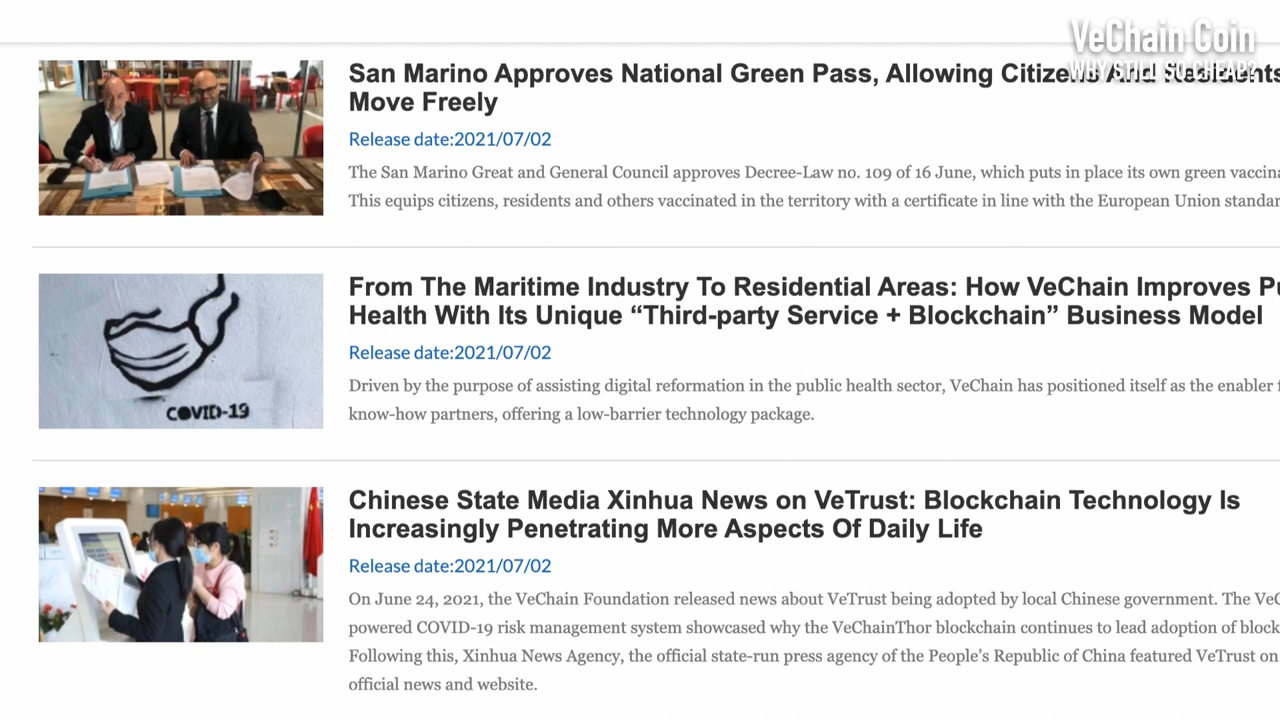 VeChain Coin
WHY STILL SO CHEAP?
San Marino Approves National Green Pass, Allowing Citizens And Residents
Move Freely
Release date:2021/07/02
The San Marino Great and General Council approves Decree-Law no. 109 of 16 June, which puts in place its own green
This equips citizens, residents and others vaccinated in the territory with a certificate in line with the European Union
From The Maritime Industry To Residential Areas: How VeChain Improves
Health With Its Unique “Third-party Service + Blockchain” Business Model
Release date:2021/07/02
Driven by the purpose of assisting digital reformation in the public health sector, VeChain has positioned itself as the enabler
know-how partners, offering a low-barrier technology package.
COVID-19
Chinese State Media Xinhua News on VeTrust: Blockchain Technology Is
Increasingly Penetrating More Aspects Of Daily Life
Release date:2021/07/02
On June 24, 2021, the VeChain Foundation released news about VeTrust being adopted by local Chinese government. The
powered COVID-19 risk management system showcased why the VeChainThor blockchain continues to lead adoption of
Following this, Xinhua News Agency, the official state-run press agency of the People’s Republic of China featured VeTrust on
official news and website.